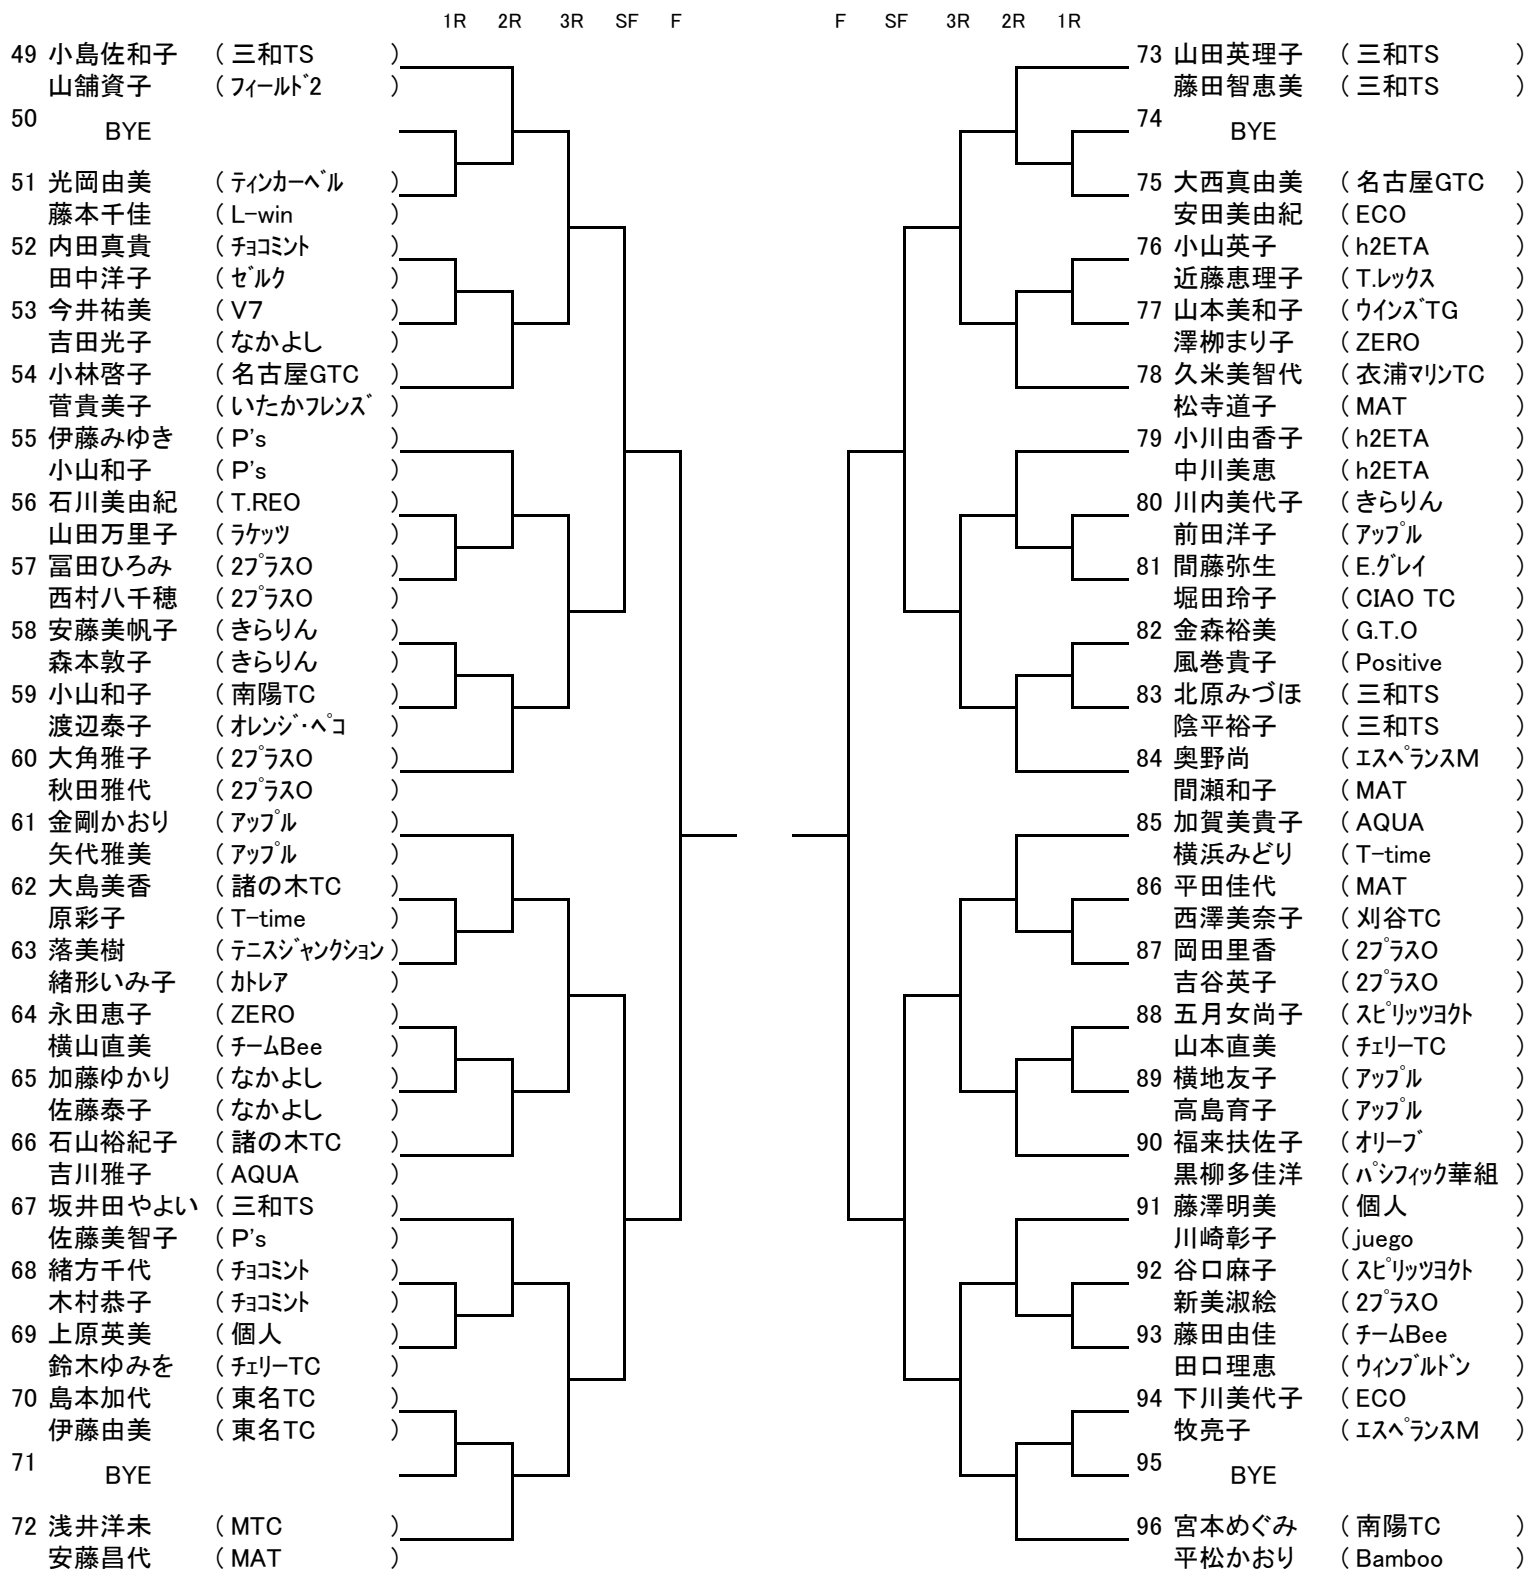 1R 2R 3R SF F
49 小島佐和子 ( 三和TS )
山舗資子 ( フィールド2 )
50 BYE
51 光岡由美 ( ティンカーベル )
藤本千佳 ( L-win )
52 内田真貴 ( チョコミント )
田中洋子 ( ゼルク )
53 今井祐美 ( V7 )
吉田光子 ( なかよし )
54 小林啓子 ( 名古屋GTC )
菅貴美子 ( いたかフレンズ )
55 伊藤みゆき ( P's )
小山和子 ( P's )
56 石川美由紀 ( T.REO )
山田万里子 ( ラケッツ )
57 冨田ひろみ ( 2プラスO )
西村八千穂 ( 2プラスO )
58 安藤美帆子 ( きらりん )
森本敦子 ( きらりん )
59 小山和子 ( 南陽TC )
渡辺泰子 ( オレンジ・ペコ )
60 大角雅子 ( 2プラスO )
秋田雅代 ( 2プラスO )
61 金剛かおり ( アップル )
矢代雅美 ( アップル )
62 大島美香 ( 諸の木TC )
原彩子 ( T-time )
63 落美樹 ( テニスジャンクション )
緒形いみ子 ( カトレア )
64 永田恵子 ( ZERO )
横山直美 ( チームBee )
65 加藤ゆかり ( なかよし )
佐藤泰子 ( なかよし )
66 石山裕紀子 ( 諸の木TC )
吉川雅子 ( AQUA )
67 坂井田やよい ( 三和TS )
佐藤美智子 ( P's )
68 緒方千代 ( チョコミント )
木村恭子 ( チョコミント )
69 上原英美 ( 個人 )
鈴木ゆみを ( チェリーTC )
70 島本加代 ( 東名TC )
伊藤由美 ( 東名TC )
71 BYE
72 浅井洋未 ( MTC )
安藤昌代 ( MAT )
F SF 3R 2R 1R
73 山田英理子 ( 三和TS )
藤田智恵美 ( 三和TS )
74 BYE
75 大西真由美 ( 名古屋GTC )
安田美由紀 ( ECO )
76 小山英子 ( h2ETA )
近藤恵理子 ( T.レックス )
77 山本美和子 ( ウインズTG )
澤栁まり子 ( ZERO )
78 久米美智代 ( 衣浦マリンTC )
松寺道子 ( MAT )
79 小川由香子 ( h2ETA )
中川美恵 ( h2ETA )
80 川内美代子 ( きらりん )
前田洋子 ( アップル )
81 間藤弥生 ( E.グレイ )
堀田玲子 ( CIAO TC )
82 金森裕美 ( G.T.O )
風巻貴子 ( Positive )
83 北原みづほ ( 三和TS )
陰平裕子 ( 三和TS )
84 奥野尚 ( エスペランスM )
間瀬和子 ( MAT )
85 加賀美貴子 ( AQUA )
横浜みどり ( T-time )
86 平田佳代 ( MAT )
西澤美奈子 ( 刈谷TC )
87 岡田里香 ( 2プラスO )
吉谷英子 ( 2プラスO )
88 五月女尚子 ( スピリッツヨクト )
山本直美 ( チェリーTC )
89 横地友子 ( アップル )
高島育子 ( アップル )
90 福来扶佐子 ( オリーブ )
黒柳多佳洋 ( パシフィック華組 )
91 藤澤明美 ( 個人 )
川崎彰子 ( juego )
92 谷口麻子 ( スピリッツヨクト )
新美淑絵 ( 2プラスO )
93 藤田由佳 ( チームBee )
田口理恵 ( ウィンブルドン )
94 下川美代子 ( ECO )
牧亮子 ( エスペランスM )
95 BYE
96 宮本めぐみ ( 南陽TC )
平松かおり ( Bamboo )